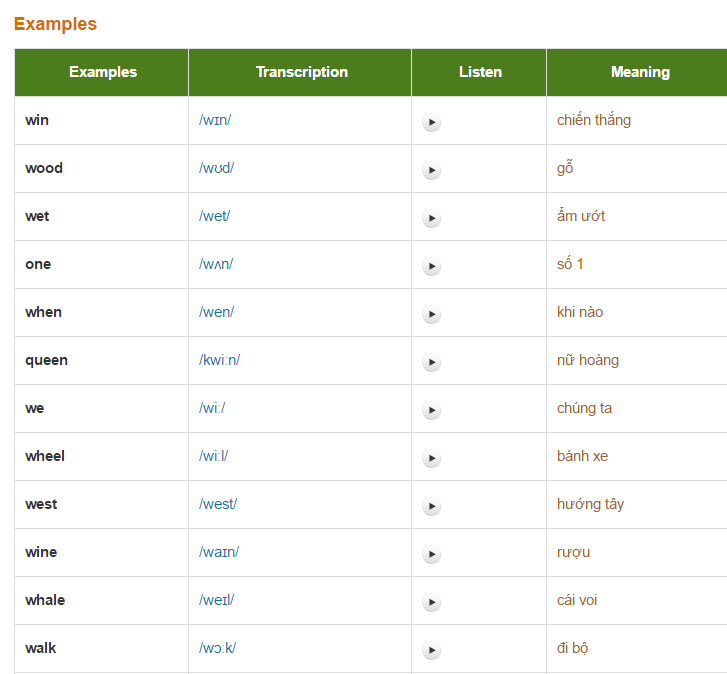 Examples
Examples Transcription Listen Meaning
win /wɪn/ chiến thắng
wood /wʊd/ gỗ
wet /wet/ ẩm ướt
one /wʌn/ số 1
when /wen/ khi nào
queen /kwiːn/ nữ hoàng
we /wiː/ chúng ta
wheel /wiːl/ bánh xe
west /west/ hướng tây
wine /waɪn/ rượu
whale /weɪl/ cái voi
walk /wɔːk/ đi bộ